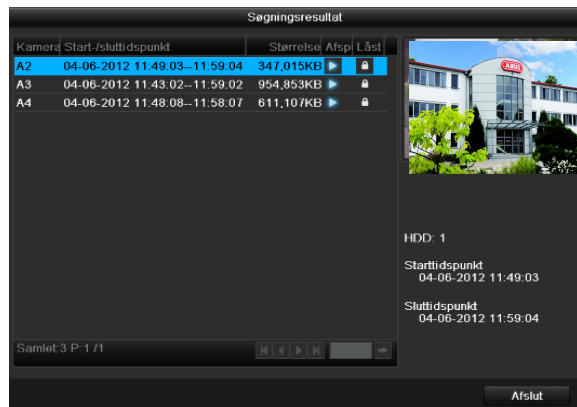 Søgningsresultat
Kamera Start-/sluttidspunkt Størrelse Afsp Låst
A2 04-06-2012 11:49.03--11:59:04 347,015KB
A3 04-06-2012 11:43:02--11:59:02 954,853KB
A4 04-06-2012 11:48:08--11:58:07 611,107KB
ABUS
HDD: 1
Starttidspunkt
04-06-2012 11:49:03
Sluttidspunkt
04-06-2012 11:59:04
Samlet:3 P:1 /1
Afslut